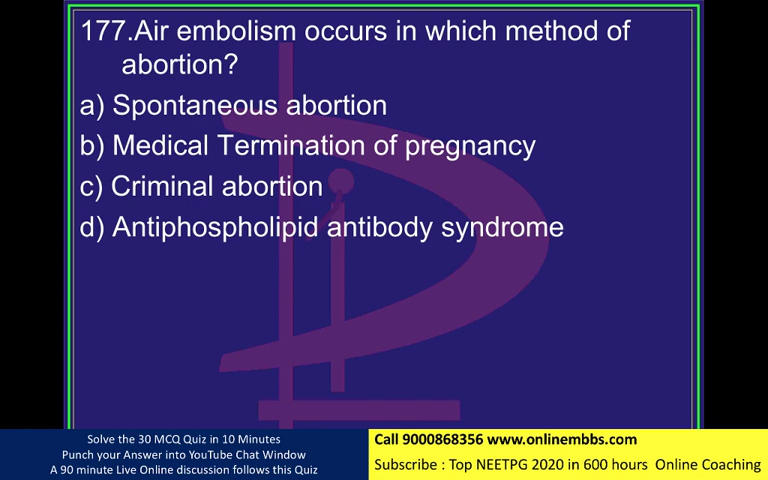 177.Air embolism occurs in which method of
abortion?
a) Spontaneous abortion
b) Medical Termination of pregnancy
c) Criminal abortion
d) Antiphospholipid antibody syndrome
Solve the 30 MCQ Quiz in 10 Minutes
Punch your Answer into YouTube Chat Window
A 90 minute Live Online discussion follows this Quiz
Call 9000868356 www.onlinembbs.com
Subscribe : Top NEETPG 2020 in 600 hours Online Coaching